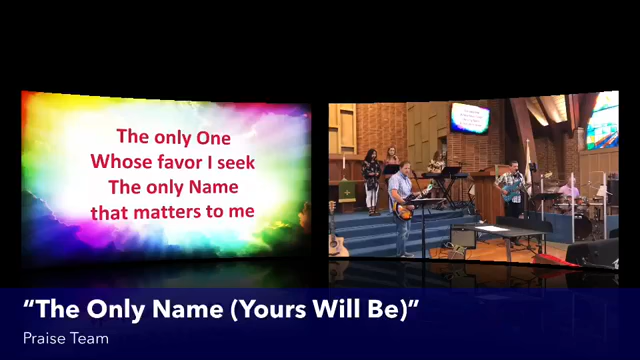 The only One
Whose favor I seek
The only Name
that matters to me
“The Only Name (Yours Will Be)”
Praise Team